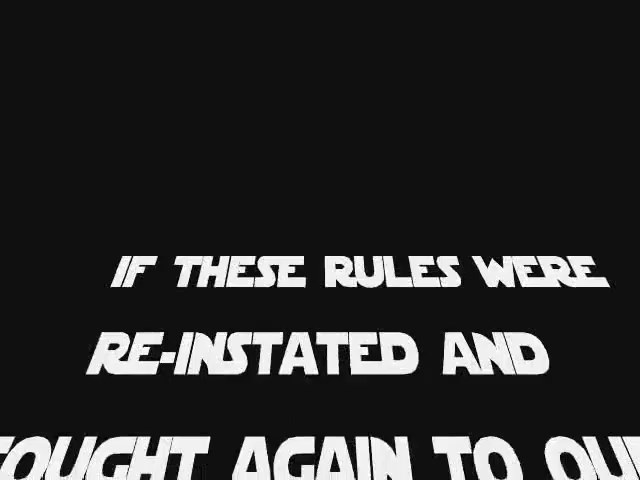 IF THESE RULES WERE
RE-INSTATED AND
AGAIN TO